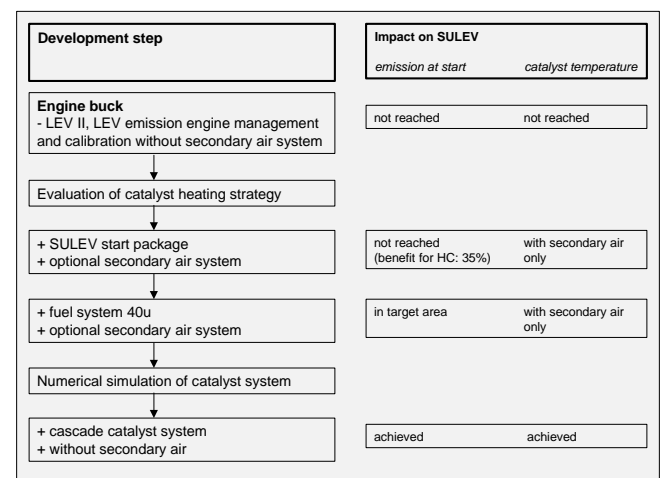 Development step
Impact on SULEV
emission at start catalyst temperature
Engine buck
- LEV II, LEV emission engine management
and calibration without secondary air system
not reached not reached
Evaluation of catalyst heating strategy
+ SULEV start package
+ optional secondary air system
not reached with secondary air
(benefit for HC: 35%) only
+ fuel system 40u
+ optional secondary air system
in target area with secondary air
only
Numerical simulation of catalyst system
+ cascade catalyst system
+ without secondary air
achieved achieved